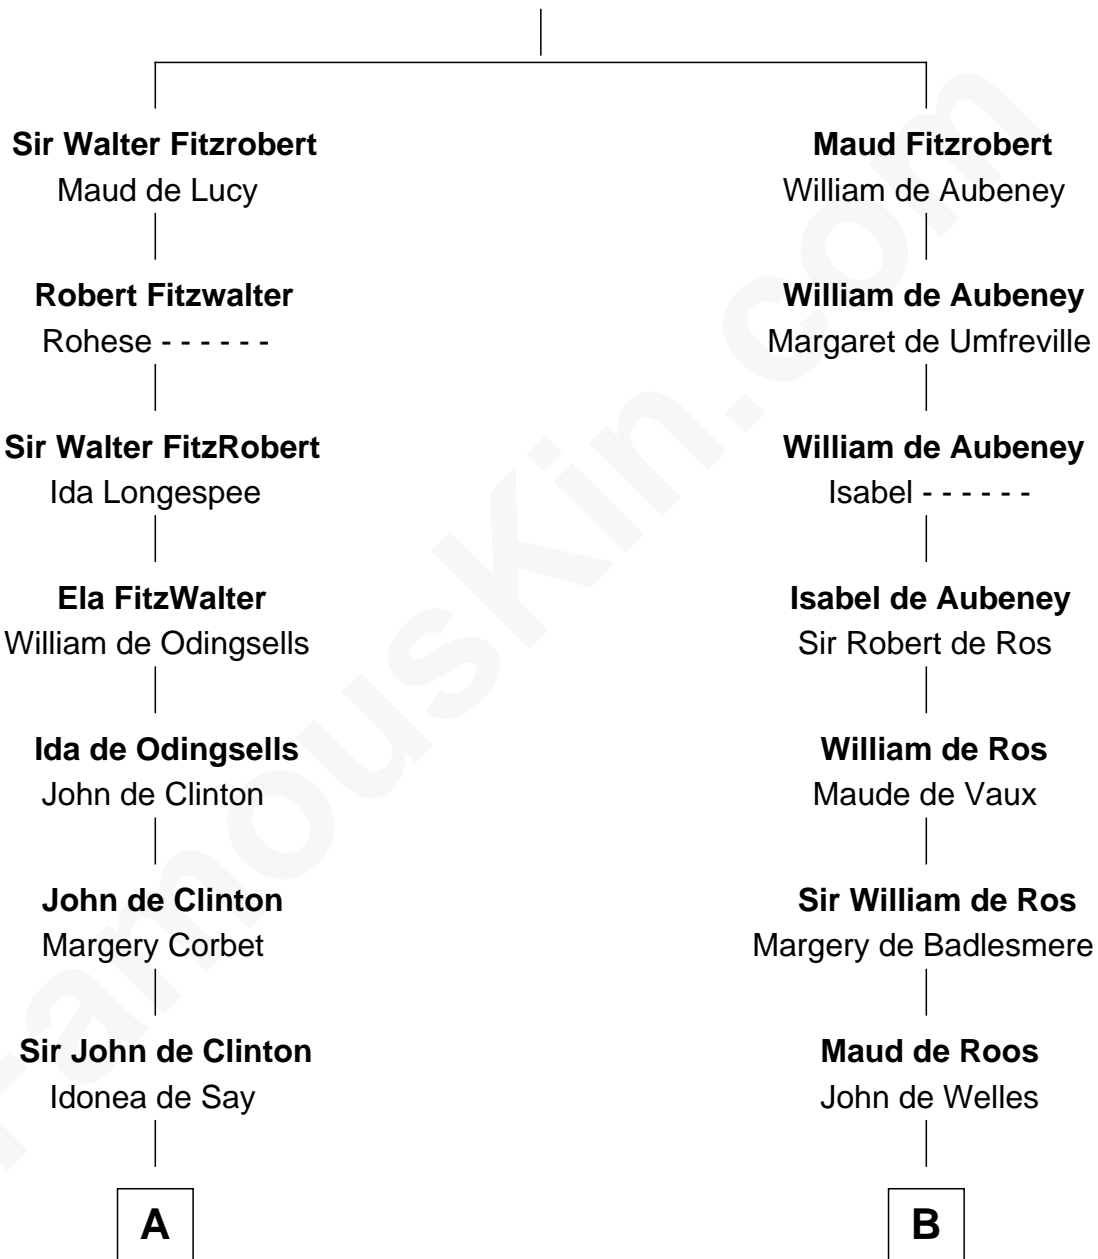 Sir Walter Fitzrobert
Maud de Lucy
Robert Fitzwalter
Rohese - - - - - -
Sir Walter FitzRobert
Ida Longespee
Ela FitzWalter
William de Odingsells
Ida de Odingsells
John de Clinton
John de Clinton
Margery Corbet
Sir John de Clinton
Idonea de Say
A
Maud Fitzrobert
William de Aubeney
William de Aubeney
Margaret de Umfreville
William de Aubeney
Isabel - - - - - -
Isabel de Aubeney
Sir Robert de Ros
William de Ros
Maude de Vaux
Sir William de Ros
Margery de Badlesmere
Maud de Roos
John de Welles
B
FamousKin.com